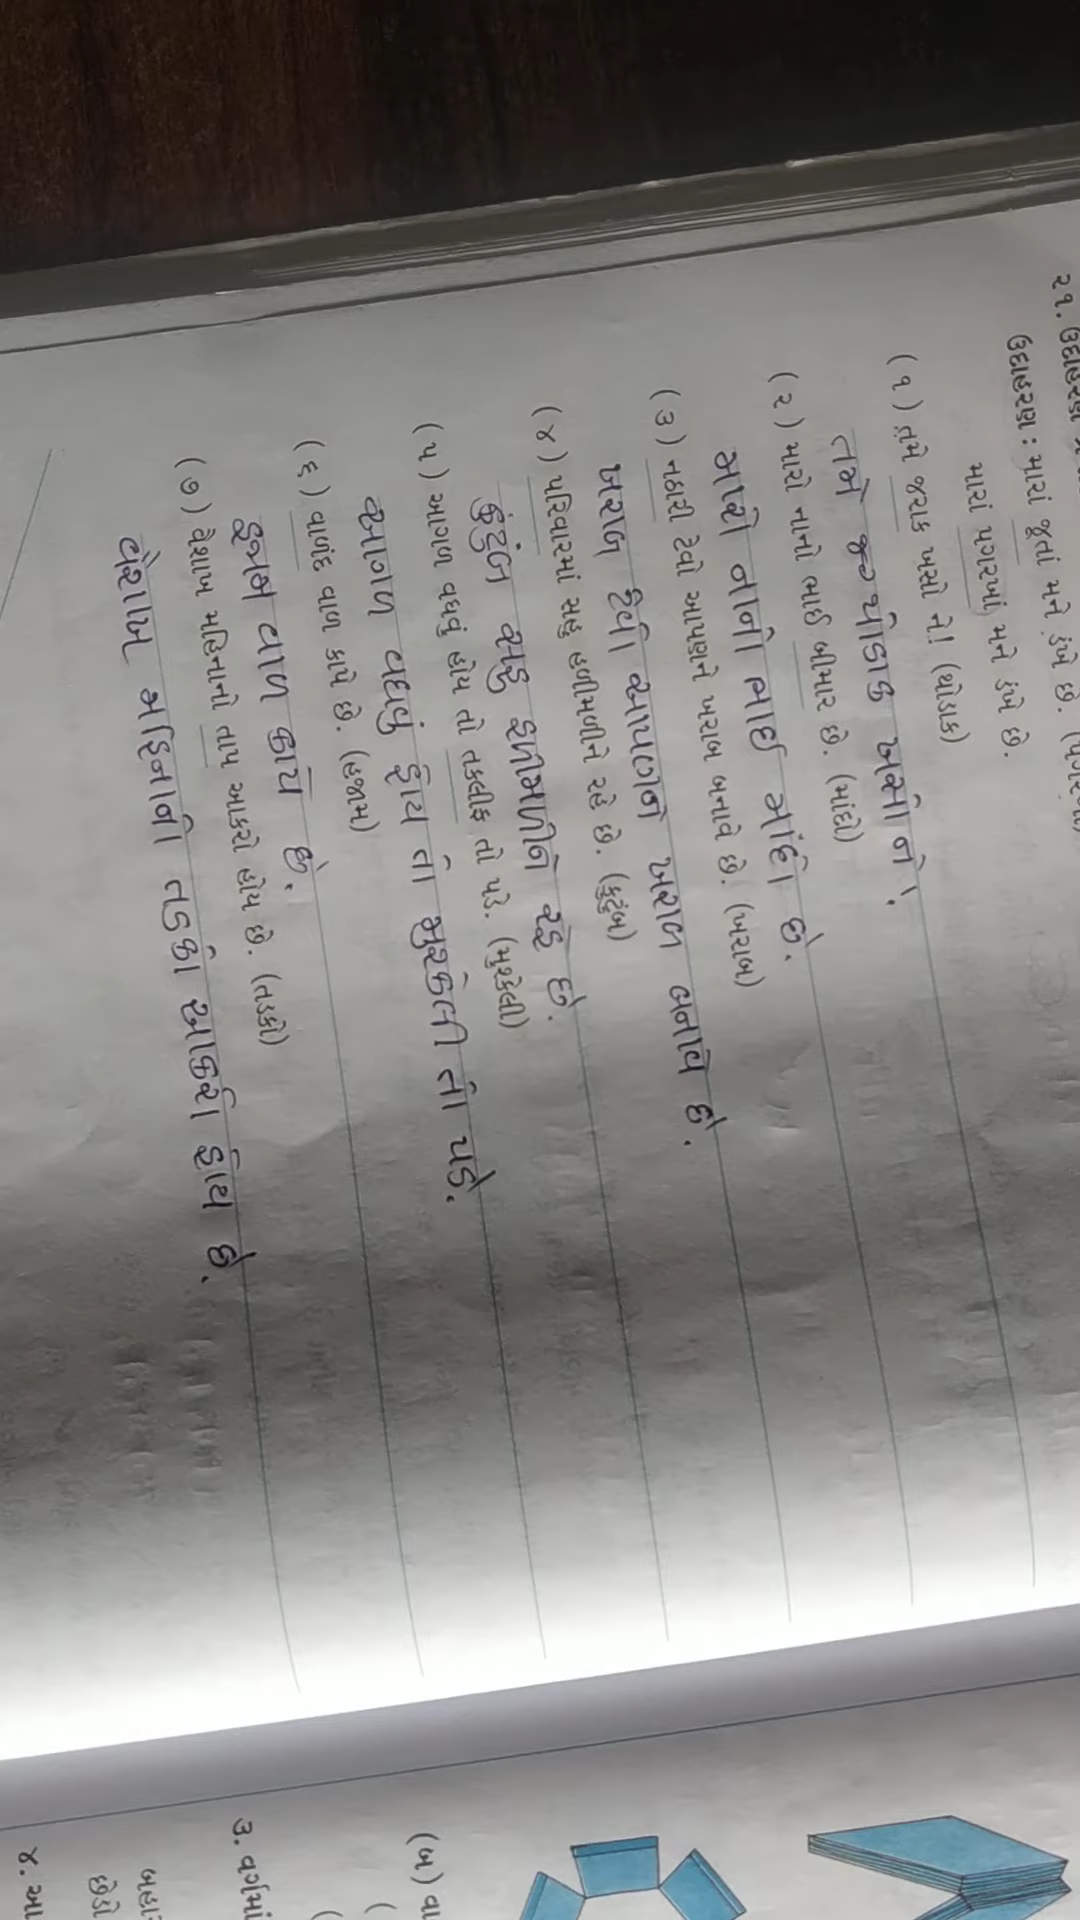 ૨૧. ઉદાહરણ
ઉદાહરણ : મારાં જૂતાં મને ડંખે છે. (પગરખાં)
મારાં પગરખાં મને ડંખે છે.
(૧) તમે જરાક ખસો ને! (થોડાક)
તમે જ થોડાક ખસોને!
(૨) મારો નાનો ભાઈ બીમાર છે. (માંદો)
મારો નાનો ભાઈ માંદો છે.
(૩) નઠારી ટેવો આપણને ખરાબ બનાવે છે. (ખરાબ)
ખરાબ ટેવો આપણને ખરાબ બનાવે છે.
(૪) પરિવારમાં સહુ હળીમળીને રહે છે. (કુટુંબ)
કુંટુંબ સહુ હળીમળીને રહે છે.
(૫) આગળ વધવું હોય તો તકલીફ તો પડે. (મુશ્કેલી)
આગળ વધવું હોય તો મુશ્કેલી તો પડે.
(૬) વાળંદ વાળ કાપે છે. (હજામ)
હજામ વાળ કાપે છે.
(૭) વૈશાખ મહિનાનો તાપ આકરો હોય છે. (તડકો)
વૈશાખ મહિનાનો તડકો આકરો હોય છે.
(બ) વા
૩. વર્ગમાં
બહાર
છેડો
૪. આ